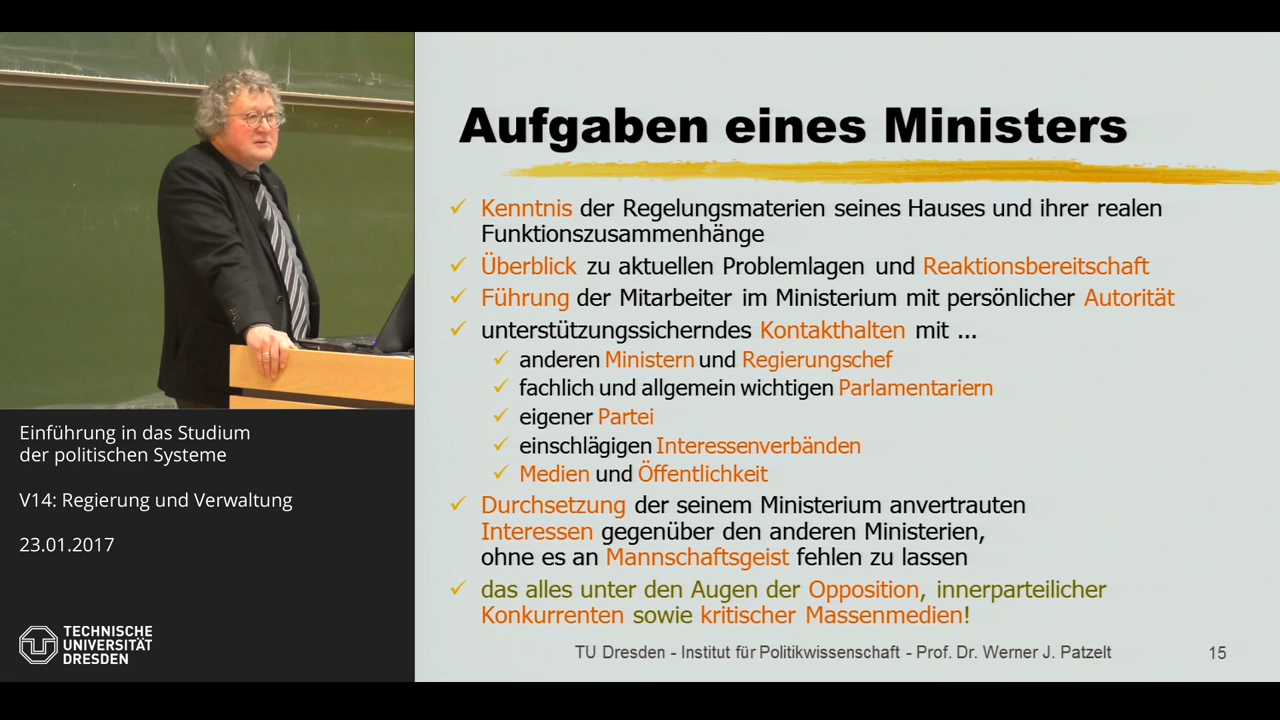 Aufgaben eines Ministers
Kenntnis der Regelungsmaterien seines Hauses und ihrer realen
Funktionszusammenhänge
Überblick zu aktuellen Problemlagen und Reaktionsbereitschaft
Führung der Mitarbeiter im Ministerium mit persönlicher Autorität
unterstützungssicherndes Kontakthalten mit ...
anderen Ministern und Regierungschef
fachlich und allgemein wichtigen Parlamentariern
eigener Partei
einschlägigen Interessenverbänden
Medien und Öffentlichkeit
Durchsetzung der seinem Ministerium anvertrauten
Interessen gegenüber den anderen Ministerien,
ohne es an Mannschaftsgeist fehlen zu lassen
das alles unter den Augen der Opposition, innerparteilicher
Konkurrenten sowie kritischer Massenmedien!
TU Dresden - Institut für Politikwissenschaft - Prof. Dr. Werner J. Patzelt
15
Einführung in das Studium
der politischen Systeme
V14: Regierung und Verwaltung
23.01.2017
TECHNISCHE
UNIVERSITÄT
DRESDEN